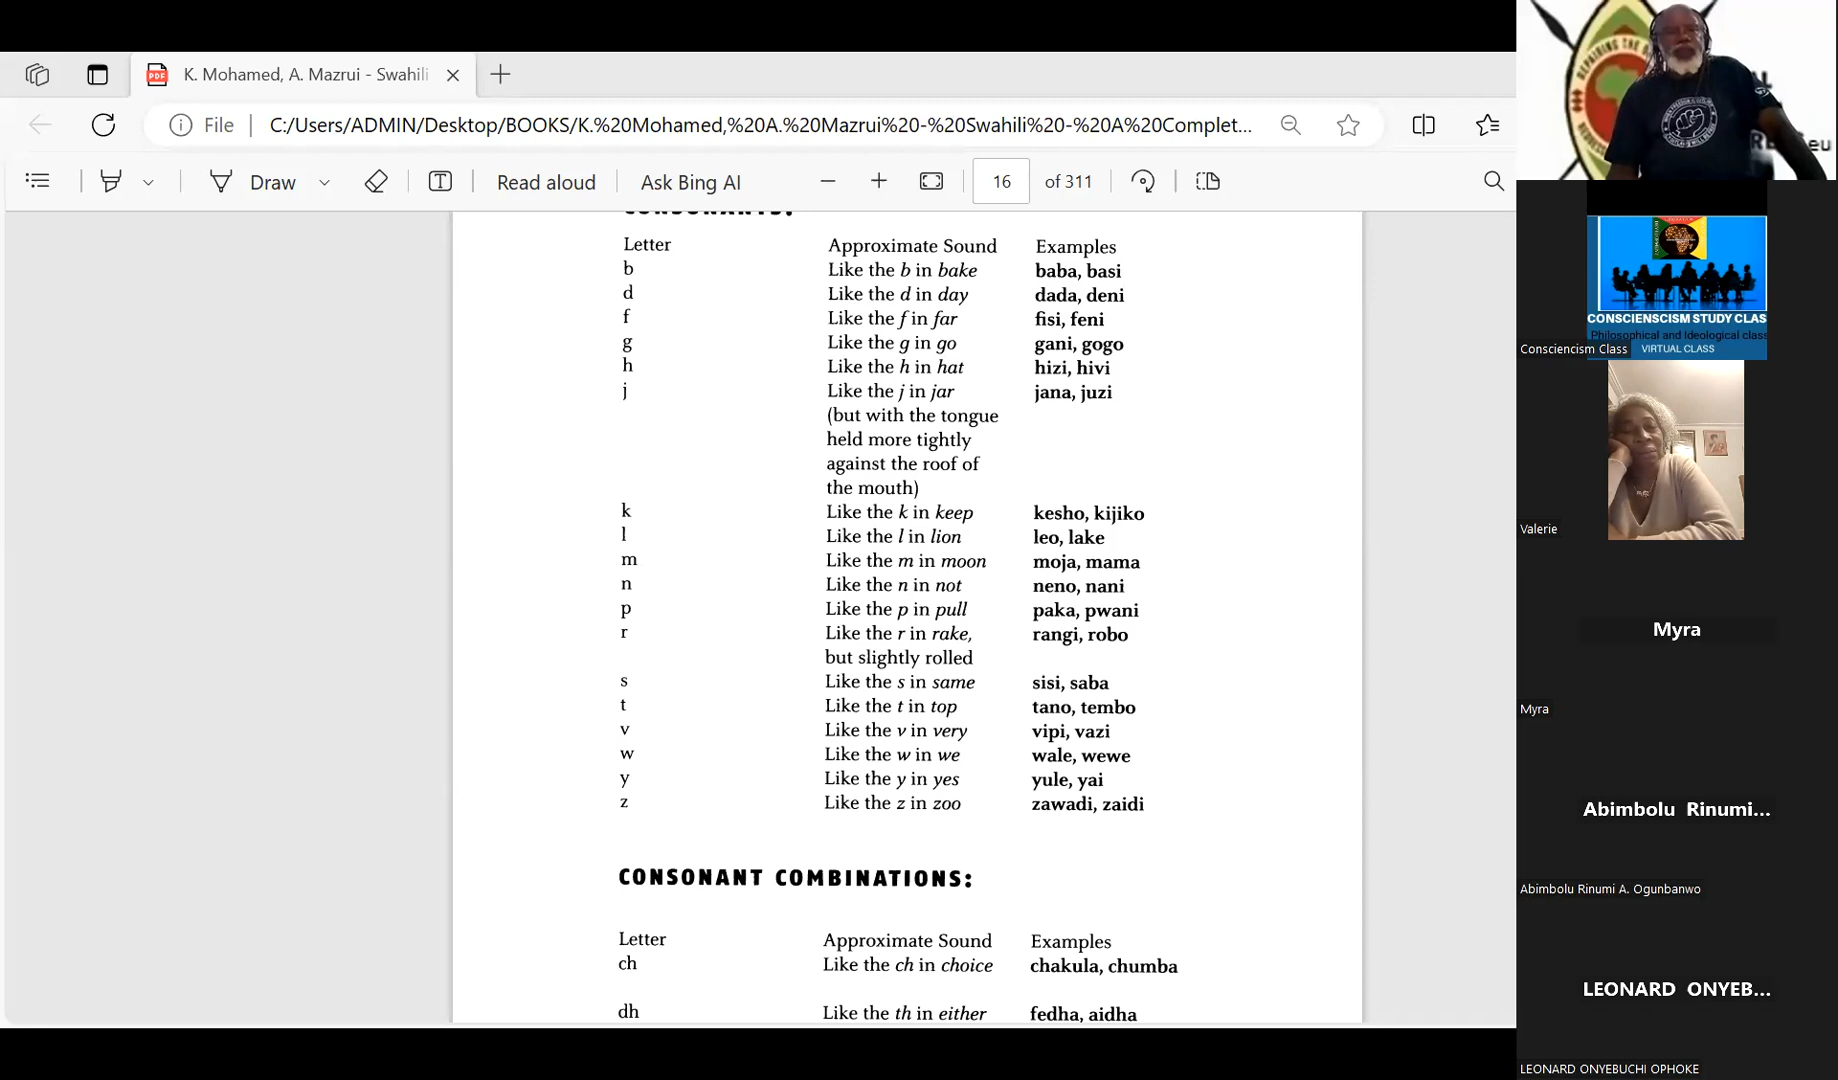 K. Mohamed, A. Mazrui - Swahili
File
C:/Users/ADMIN/Desktop/BOOKS/K.%20Mohamed,%20A.%20Mazrui%20-%20Swahili%20-%20A%20Complet...
Draw
Read aloud
Ask Bing AI
16 of 311
CONSONANTS:
Letter Approximate Sound Examples
b Like the b in bake baba, basi
d Like the d in day dada, deni
f Like the f in far fisi, feni
g Like the g in go gani, gogo
h Like the h in hat hizi, hivi
j Like the j in jar jana, juzi
(but with the tongue
held more tightly
against the roof of
the mouth)
k Like the k in keep kesho, kijiko
l Like the l in lion leo, lake
m Like the m in moon moja, mama
n Like the n in not neno, nani
p Like the p in pull paka, pwani
r Like the r in rake, rangi, robo
but slightly rolled
s Like the s in same sisi, saba
t Like the t in top tano, tembo
v Like the v in very vipi, vazi
w Like the w in we wale, wewe
y Like the y in yes yule, yai
z Like the z in zoo zawadi, zaidi
CONSONANT COMBINATIONS:
Letter Approximate Sound Examples
ch Like the ch in choice chakula, chumba
dh Like the th in either fedha, aidha
CONSCIENSCISM STUDY CLAS
Philosophical and Ideological class
VIRTUAL CLASS
Consciencism Class
Valerie
Myra
Myra
Abimbolu Rinumi...
Abimbolu Rinumi A. Ogunbanwo
LEONARD ONYEB...
LEONARD ONYEBUCHI OPHOKE